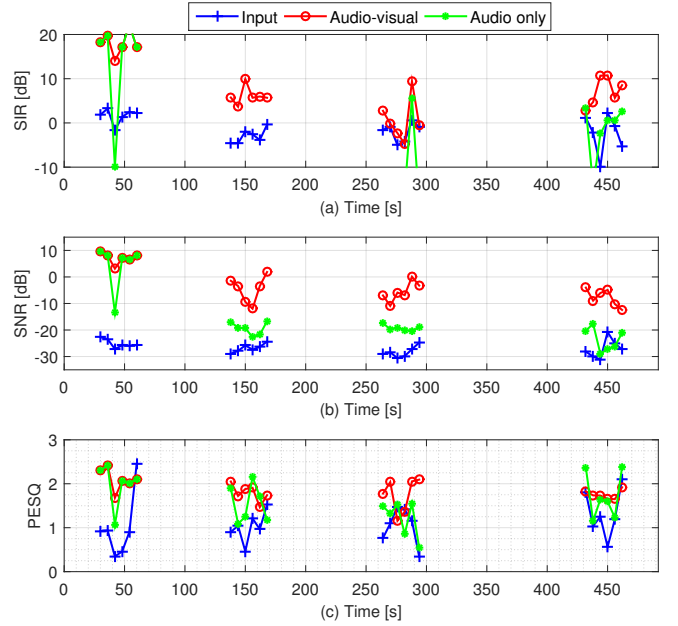 Input Audio-visual Audio only
20
10
0
-10
SIR [dB]
0 50 100 150 200 250 300 350 400 450
(a) Time [s]
10
0
-10
-20
-30
SNR [dB]
0 50 100 150 200 250 300 350 400 450
(b) Time [s]
3
2
1
0
PESQ
0 50 100 150 200 250 300 350 400 450
(c) Time [s]